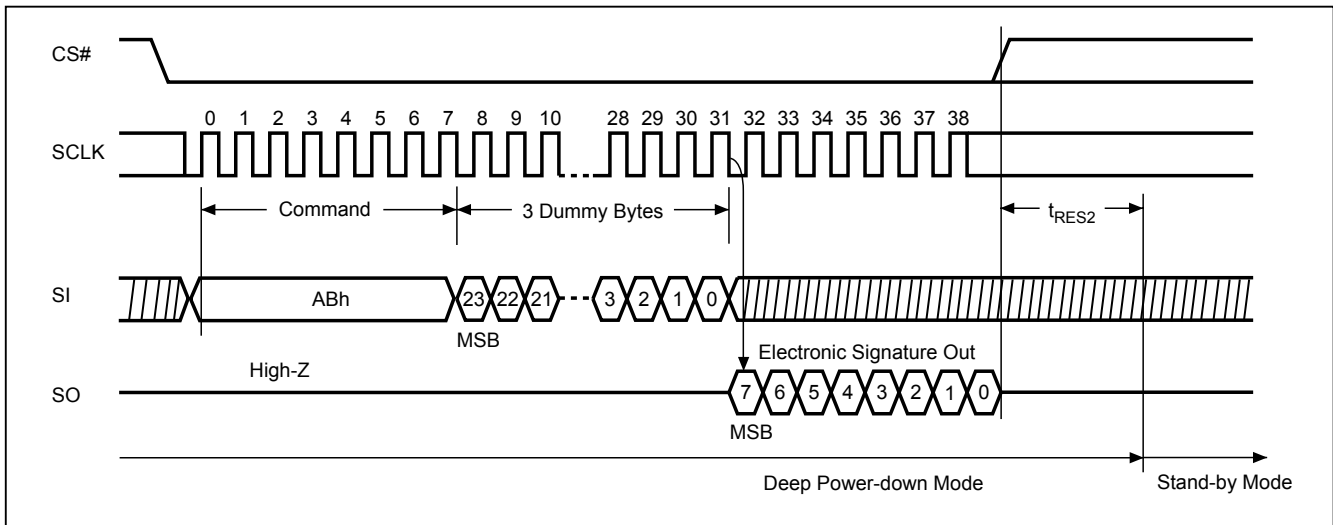 CS#
0 1 2 3 4 5 6 7 8 9 10 28 29 30 31 32 33 34 35 36 37 38
SCLK
Command 3 Dummy Bytes tRES2
SI ABh 23 22 21 3 2 1 0
MSB
High-Z Electronic Signature Out
SO 7 6 5 4 3 2 1 0
MSB
Deep Power-down Mode Stand-by Mode